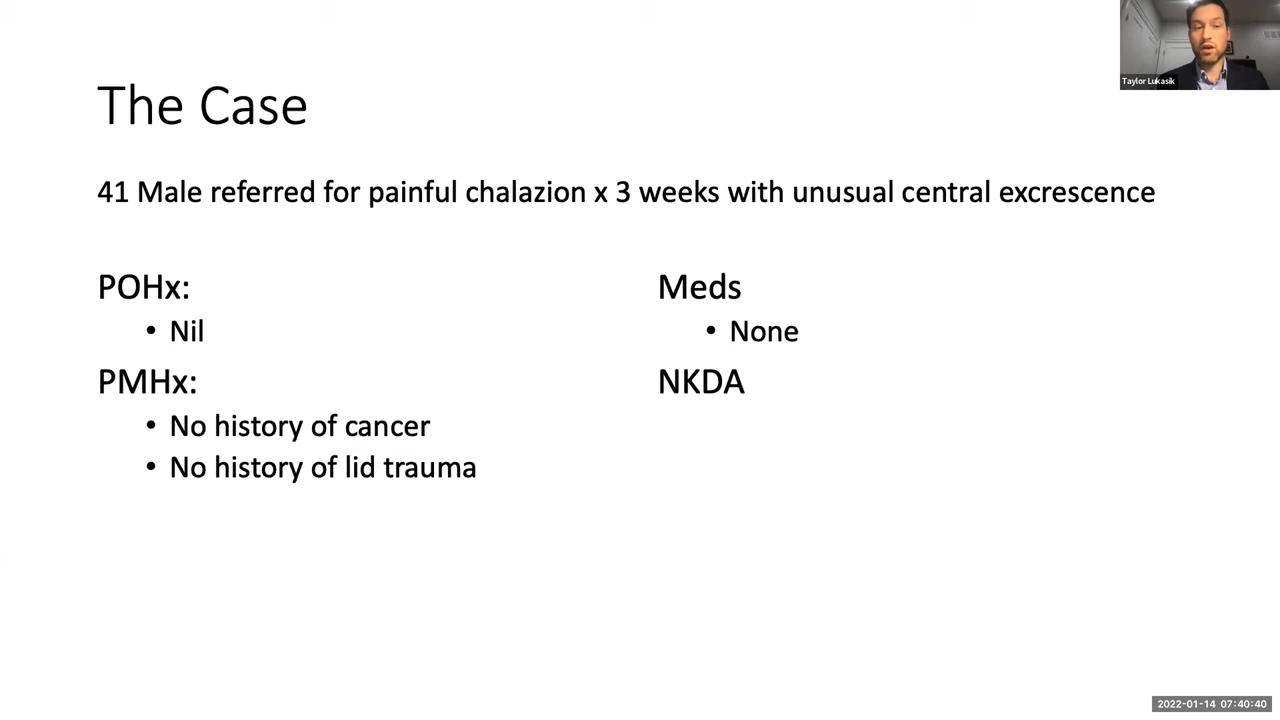 Taylor Lukasik
The Case
41 Male referred for painful chalazion x 3 weeks with unusual central excrescence
POHx:
• Nil
PMHx:
• No history of cancer
• No history of lid trauma
Meds
• None
NKDA
2022-01-14 07:40:40